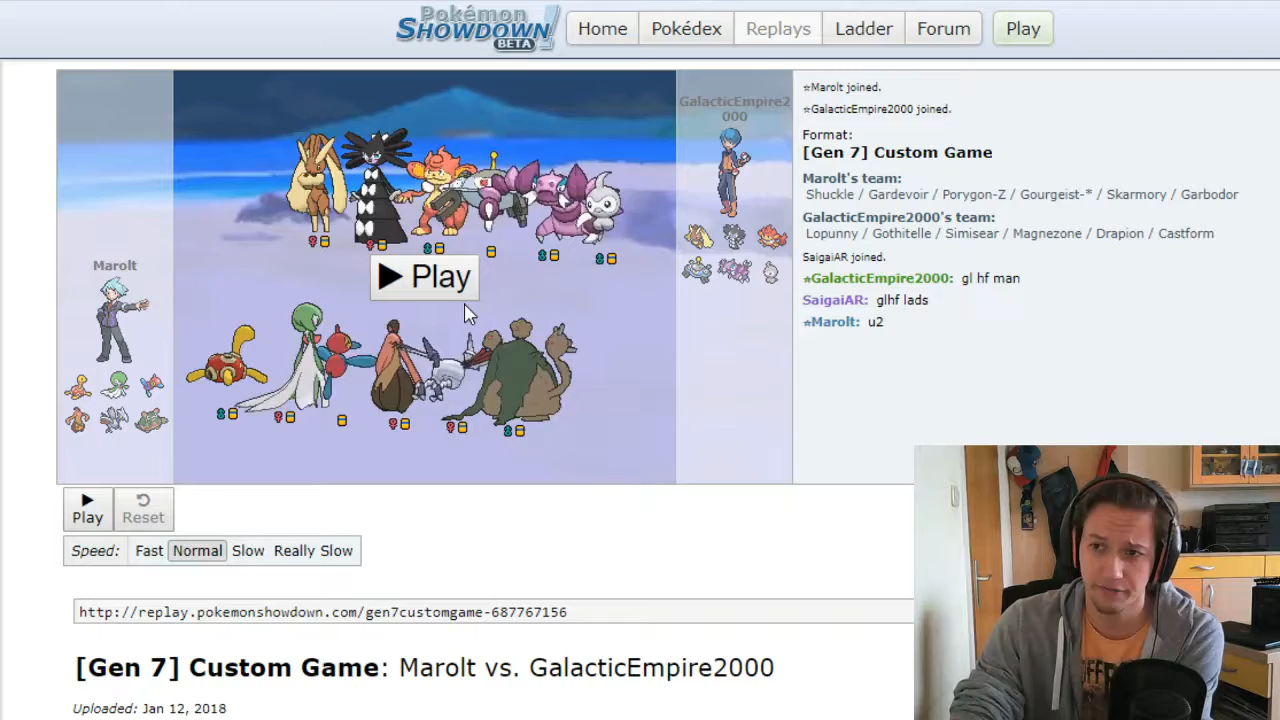 Pokémon
SHOWDOWN!
BETA
Home
Pokédex
Replays
Ladder
Forum
Play
GalacticEmpire2
000
Marolt
▶ Play
☆Marolt joined.
☆GalacticEmpire2000 joined.
Format:
[Gen 7] Custom Game
Marolt's team:
Shuckle / Gardevoir / Porygon-Z / Gourgeist-* / Skarmory / Garbodor
GalacticEmpire2000's team:
Lopunny / Gothitelle / Simisear / Magnezone / Drapion / Castform
SaigaiAR joined.
☆GalacticEmpire2000: gl hf man
SaigaiAR: glhf lads
☆Marolt: u2
Play
Reset
Speed: Fast Normal Slow Really Slow
http://replay.pokemonshowdown.com/gen7customgame-687767156
[Gen 7] Custom Game: Marolt vs. GalacticEmpire2000
Uploaded: Jan 12, 2018